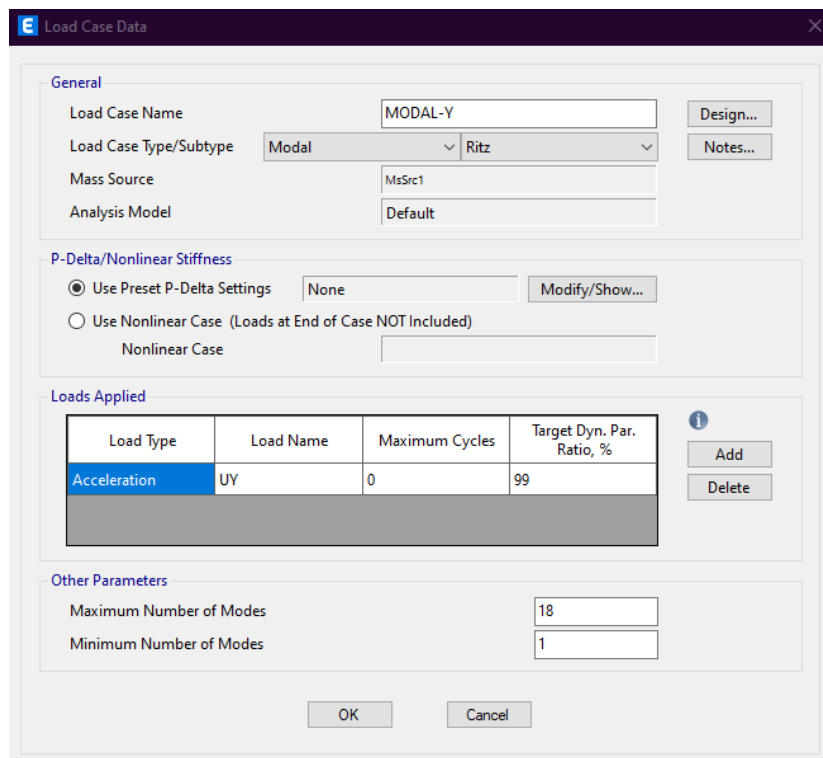 E Load Case Data
General
Load Case Name MODAL-Y Design...
Load Case Type/Subtype Modal Ritz Notes...
Mass Source MsSrc1
Analysis Model Default
P-Delta/Nonlinear Stiffness
Use Preset P-Delta Settings None Modify/Show...
Use Nonlinear Case (Loads at End of Case NOT Included)
Nonlinear Case
Loads Applied
Load Type Load Name Maximum Cycles Target Dyn. Par. Ratio, %
Acceleration UY 0 99
i
Add
Delete
Other Parameters
Maximum Number of Modes 18
Minimum Number of Modes 1
OK Cancel